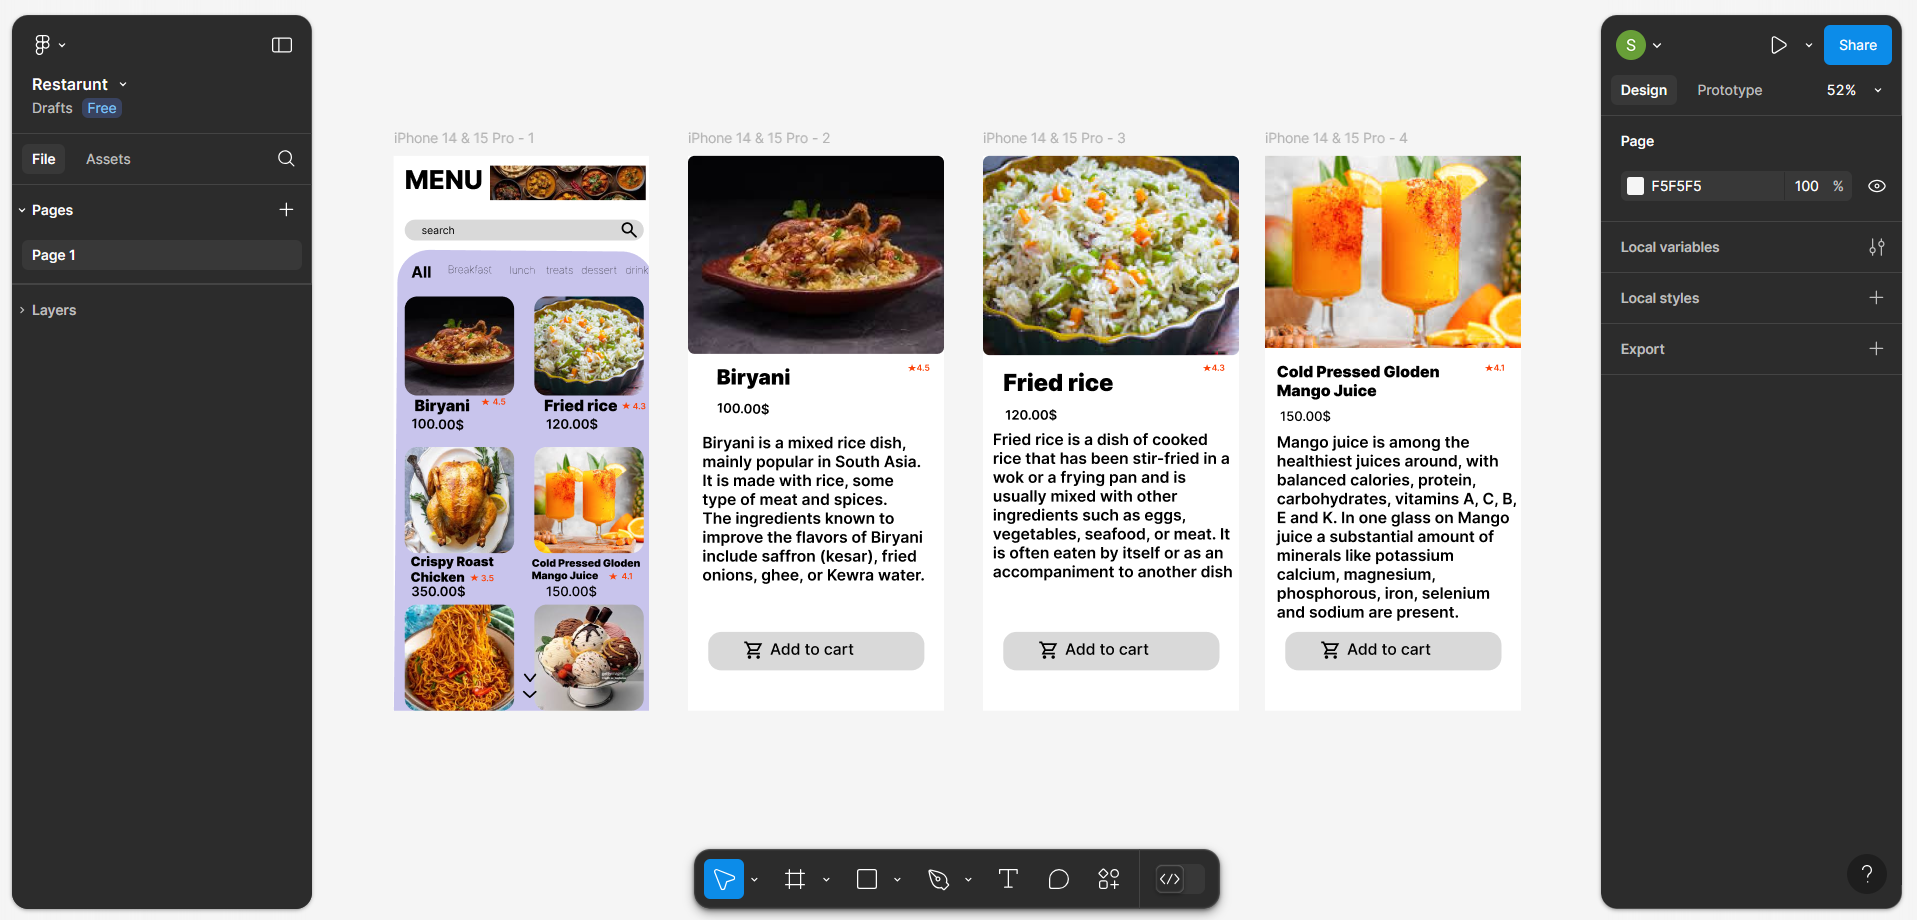 Restarunt
Drafts Free
File Assets
Pages
Page 1
Layers
iPhone 14 & 15 Pro - 1
MENU
search
All Breakfast lunch treats dessert drink
Biryani ★ 4.5
100.00$
Fried rice ★ 4.3
120.00$
Crispy Roast
Chicken ★ 3.5
350.00$
Cold Pressed Gloden
Mango Juice ★ 4.1
150.00$
iPhone 14 & 15 Pro - 2
Biryani ★4.5
100.00$
Biryani is a mixed rice dish,
mainly popular in South Asia.
It is made with rice, some
type of meat and spices.
The ingredients known to
improve the flavors of Biryani
include saffron (kesar), fried
onions, ghee, or Kewra water.
Add to cart
iPhone 14 & 15 Pro - 3
Fried rice ★4.3
120.00$
Fried rice is a dish of cooked
rice that has been stir-fried in a
wok or a frying pan and is
usually mixed with other
ingredients such as eggs,
vegetables, seafood, or meat. It
is often eaten by itself or as an
accompaniment to another dish
Add to cart
iPhone 14 & 15 Pro - 4
Cold Pressed Gloden ★4.1
Mango Juice
150.00$
Mango juice is among the
healthiest juices around, with
balanced calories, protein,
carbohydrates, vitamins A, C, B,
E and K. In one glass on Mango
juice a substantial amount of
minerals like potassium
calcium, magnesium,
phosphorous, iron, selenium
and sodium are present.
Add to cart
S
Share
Design Prototype 52%
Page
F5F5F5 100 %
Local variables
Local styles
Export
?